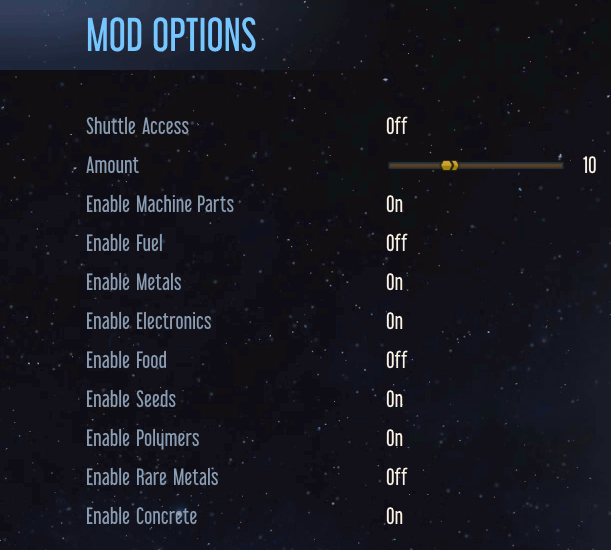 MOD OPTIONS
Shuttle Access Off
Amount 10
Enable Machine Parts On
Enable Fuel Off
Enable Metals On
Enable Electronics On
Enable Food Off
Enable Seeds On
Enable Polymers On
Enable Rare Metals Off
Enable Concrete On